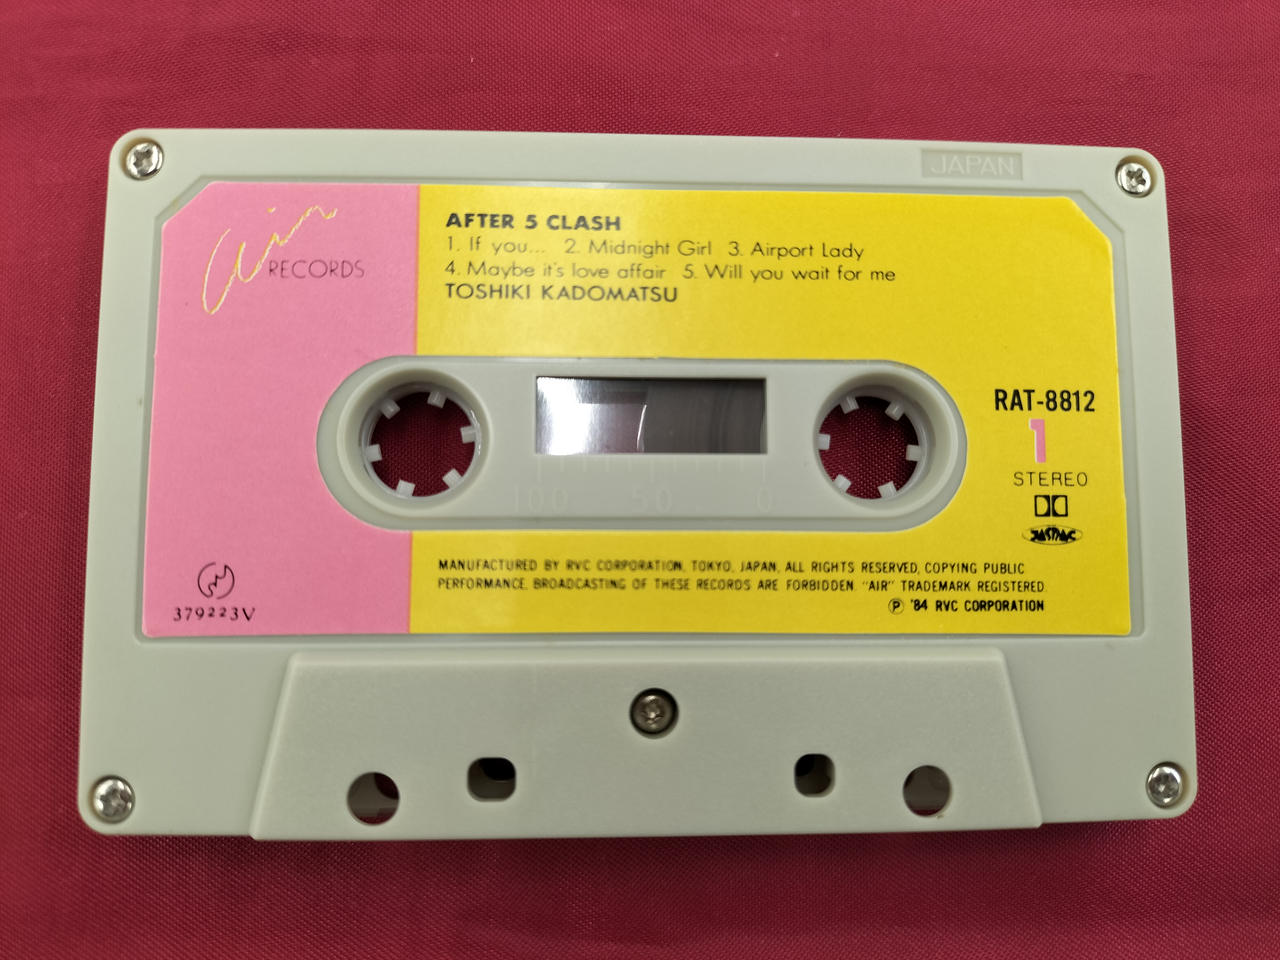 JAPAN
Air
RECORDS
AFTER 5 CLASH
1. If you... 2. Midnight Girl 3. Airport Lady
4. Maybe it's love affair 5. Will you wait for me
TOSHIKI KADOMATSU
RAT-8812
1
STEREO
JASRAC
100 50 0
MANUFACTURED BY RVC CORPORATION, TOKYO, JAPAN, ALL RIGHTS RESERVED, COPYING PUBLIC
PERFORMANCE, BROADCASTING OF THESE RECORDS ARE FORBIDDEN. "AIR" TRADEMARK REGISTERED.
Ⓟ '84 RVC CORPORATION
379223V